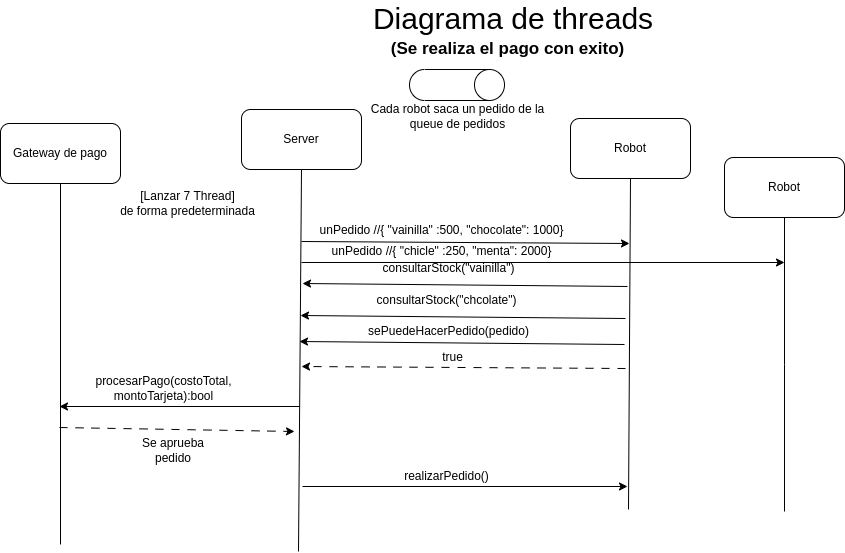 Diagrama de threads
(Se realiza el pago con exito)
Cada robot saca un pedido de la
queue de pedidos
Gateway de pago
Server
Robot
Robot
[Lanzar 7 Thread]
de forma predeterminada
unPedido //{ "vainilla" :500, "chocolate": 1000}
unPedido //{ "chicle" :250, "menta": 2000}
consultarStock("vainilla")
consultarStock("chcolate")
sePuedeHacerPedido(pedido)
true
procesarPago(costoTotal,
montoTarjeta):bool
Se aprueba
pedido
realizarPedido()